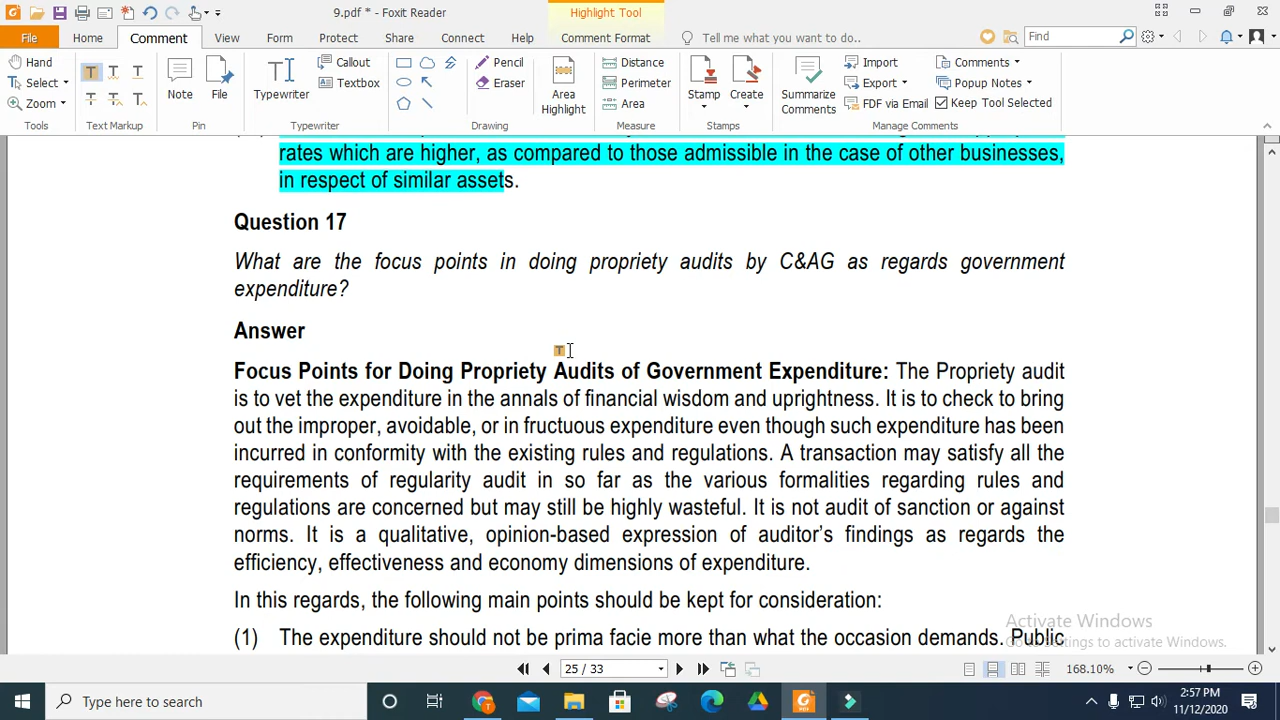 9.pdf * - Foxit Reader
Highlight Tool
File
Home
Comment
View
Form
Protect
Share
Connect
Help
Comment Format
Tell me what you want to do..
Find
Hand
Select
Zoom
Tools
Text Markup
Note
File
Pin
Typewriter
Callout
Textbox
Typewriter
Pencil
Eraser
Drawing
Area Highlight
Distance
Perimeter
Area
Measure
Stamp
Create
Stamps
Summarize Comments
Import
Export
FDF via Email
Comments
Popup Notes
Keep Tool Selected
Manage Comments
rates which are higher, as compared to those admissible in the case of other businesses,
in respect of similar assets.
Question 17
What are the focus points in doing propriety audits by C&AG as regards government
expenditure?
Answer
Focus Points for Doing Propriety Audits of Government Expenditure: The Propriety audit
is to vet the expenditure in the annals of financial wisdom and uprightness. It is to check to bring
out the improper, avoidable, or in fructuous expenditure even though such expenditure has been
incurred in conformity with the existing rules and regulations. A transaction may satisfy all the
requirements of regularity audit in so far as the various formalities regarding rules and
regulations are concerned but may still be highly wasteful. It is not audit of sanction or against
norms. It is a qualitative, opinion-based expression of auditor's findings as regards the
efficiency, effectiveness and economy dimensions of expenditure.
In this regards, the following main points should be kept for consideration:
(1) The expenditure should not be prima facie more than what the occasion demands. Public
Activate Windows
Go to Settings to activate Windows.
25 / 33
168.10%
Type here to search
2:57 PM
11/12/2020